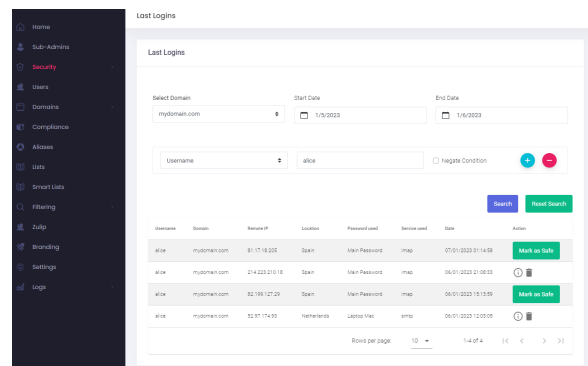 Last Logins
Home
Sub-Admins
Security
Users
Domains
Compliance
Aliases
Lists
Smart Lists
Filtering
Zulip
Branding
Settings
Logs
Last Logins
Select Domain Start Date End Date
mydomain.com 1/5/2023 1/6/2023
Username alice Negate Condition
Search Reset Search
Username Domain Remote IP Location Password used Service used Date Action
alice mydomain.com 81.17.18.205 Spain Main Password imap 07/01/2023 01:14:59 Mark as Safe
alice mydomain.com 214.223.210.18 Spain Main Password imap 06/01/2023 21:08:33
alice mydomain.com 82.199.127.29 Spain Main Password imap 06/01/2023 15:13:59 Mark as Safe
alice mydomain.com 52.97.174.93 Netherlands Laptop Mac smtp 06/01/2023 12:03:05
Rows per page: 10 1-4 of 4